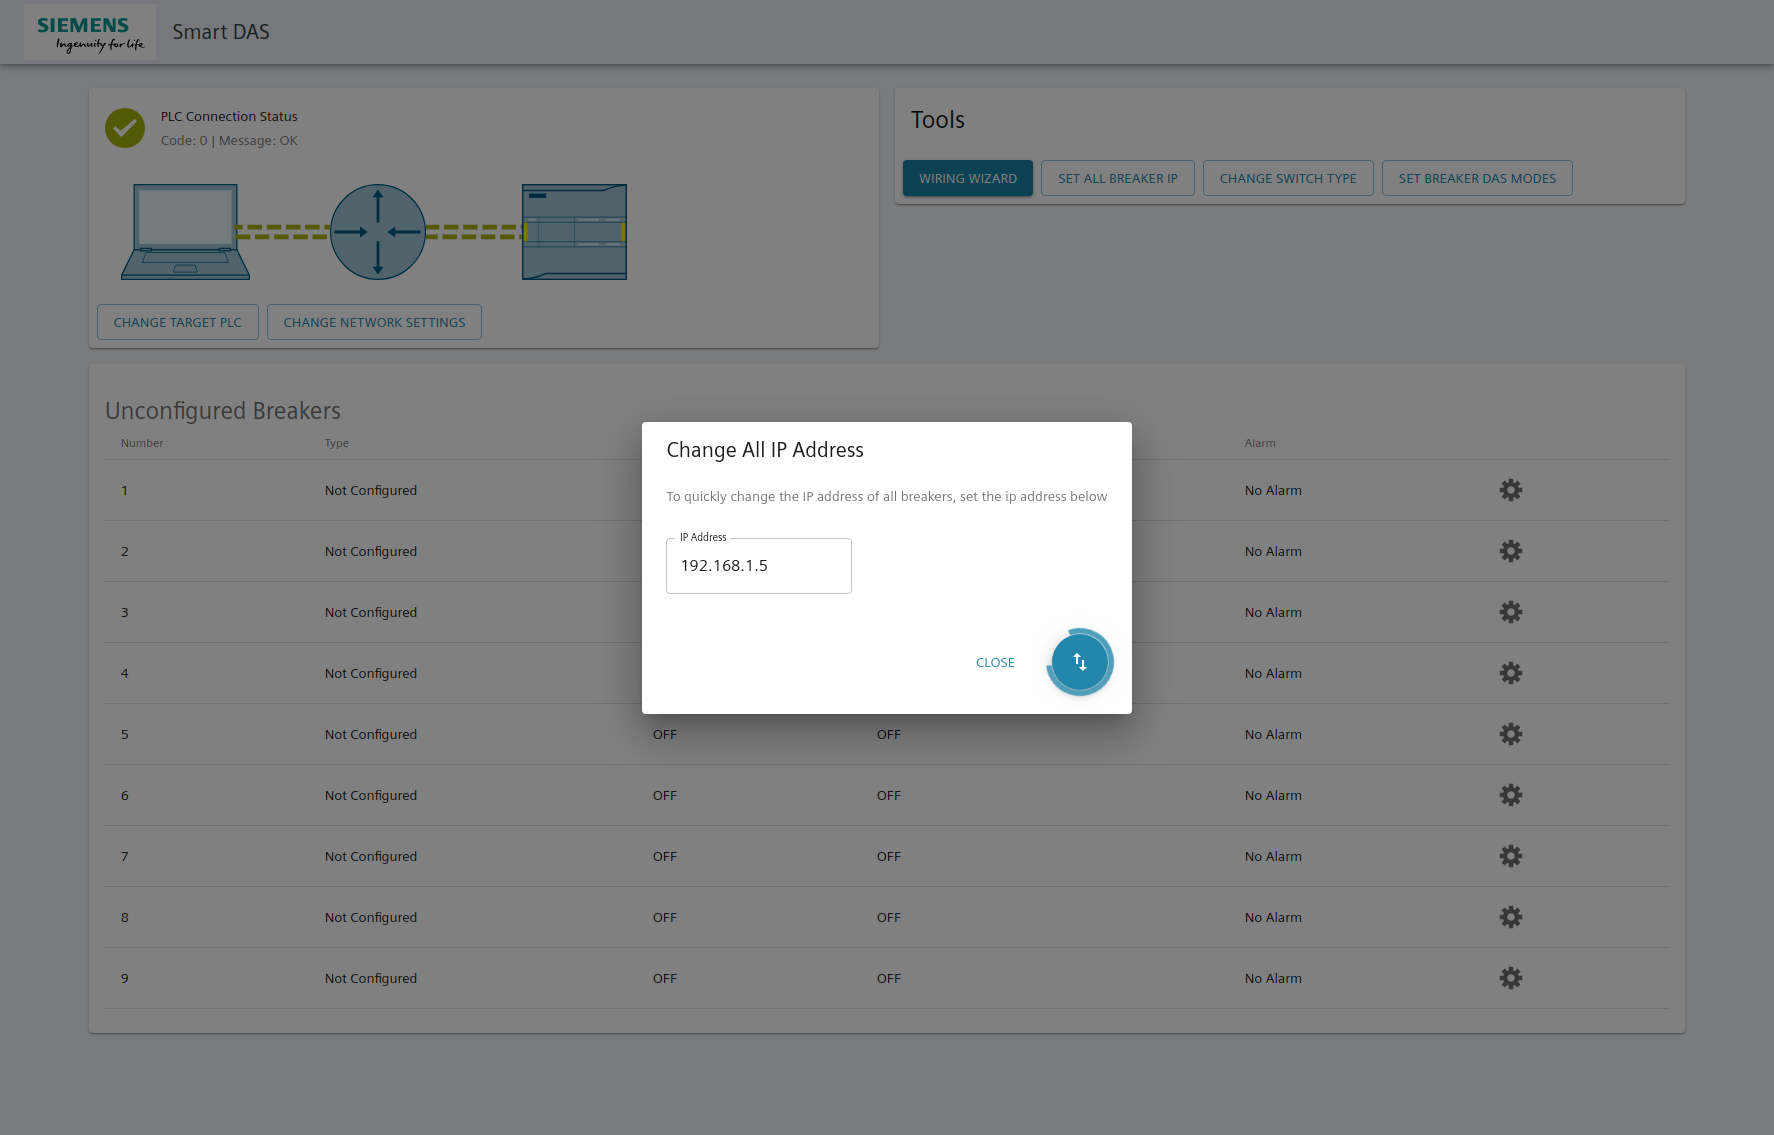 SIEMENS
Ingenuity for life
Smart DAS
PLC Connection Status
Code: 0 | Message: OK
CHANGE TARGET PLC
CHANGE NETWORK SETTINGS
Tools
WIRING WIZARD
SET ALL BREAKER IP
CHANGE SWITCH TYPE
SET BREAKER DAS MODES
Unconfigured Breakers
Number Type Alarm
1 Not Configured No Alarm
2 Not Configured No Alarm
3 Not Configured No Alarm
4 Not Configured No Alarm
5 Not Configured OFF OFF No Alarm
6 Not Configured OFF OFF No Alarm
7 Not Configured OFF OFF No Alarm
8 Not Configured OFF OFF No Alarm
9 Not Configured OFF OFF No Alarm
Change All IP Address
To quickly change the IP address of all breakers, set the ip address below
IP Address
192.168.1.5
CLOSE